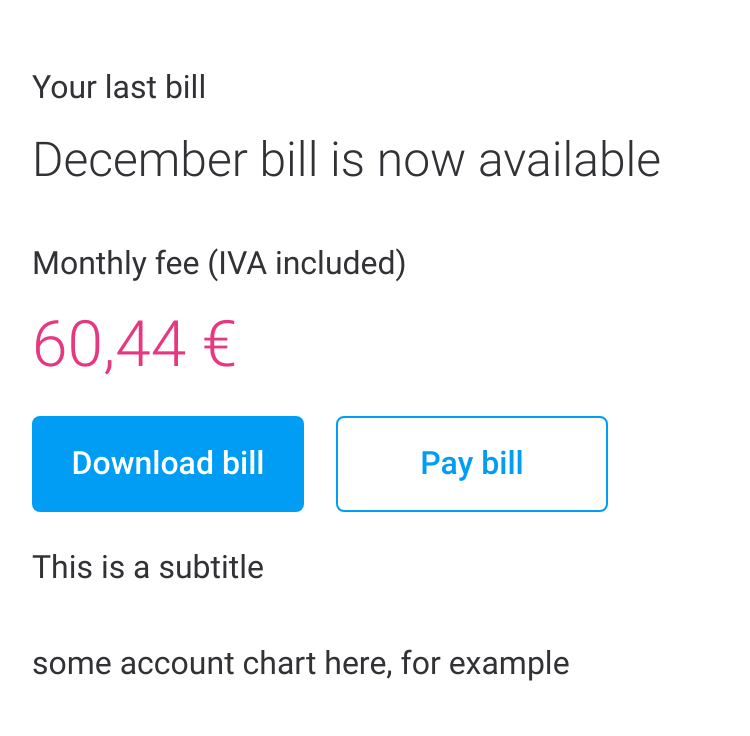 Your last bill
December bill is now available
Monthly fee (IVA included)
60,44 €
Download bill
Pay bill
This is a subtitle
some account chart here, for example